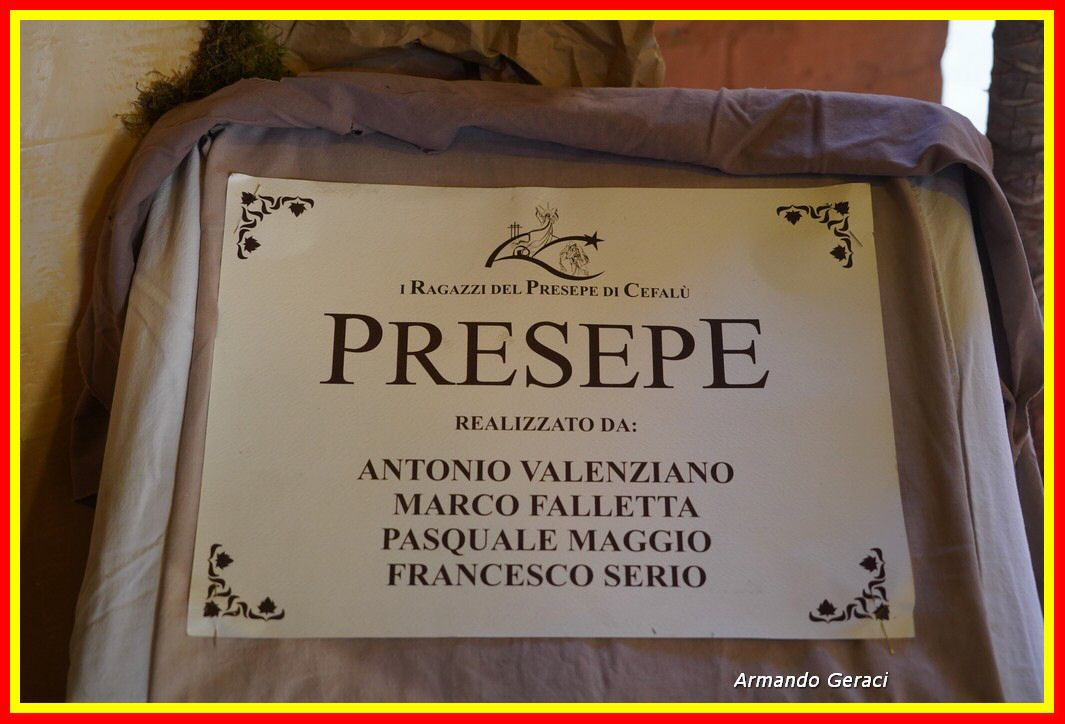 I RAGAZZI DEL PRESEPE DI CEFALÙ
PRESEPE
REALIZZATO DA:
ANTONIO VALENZIANO
MARCO FALLETTA
PASQUALE MAGGIO
FRANCESCO SERIO
Armando Geraci